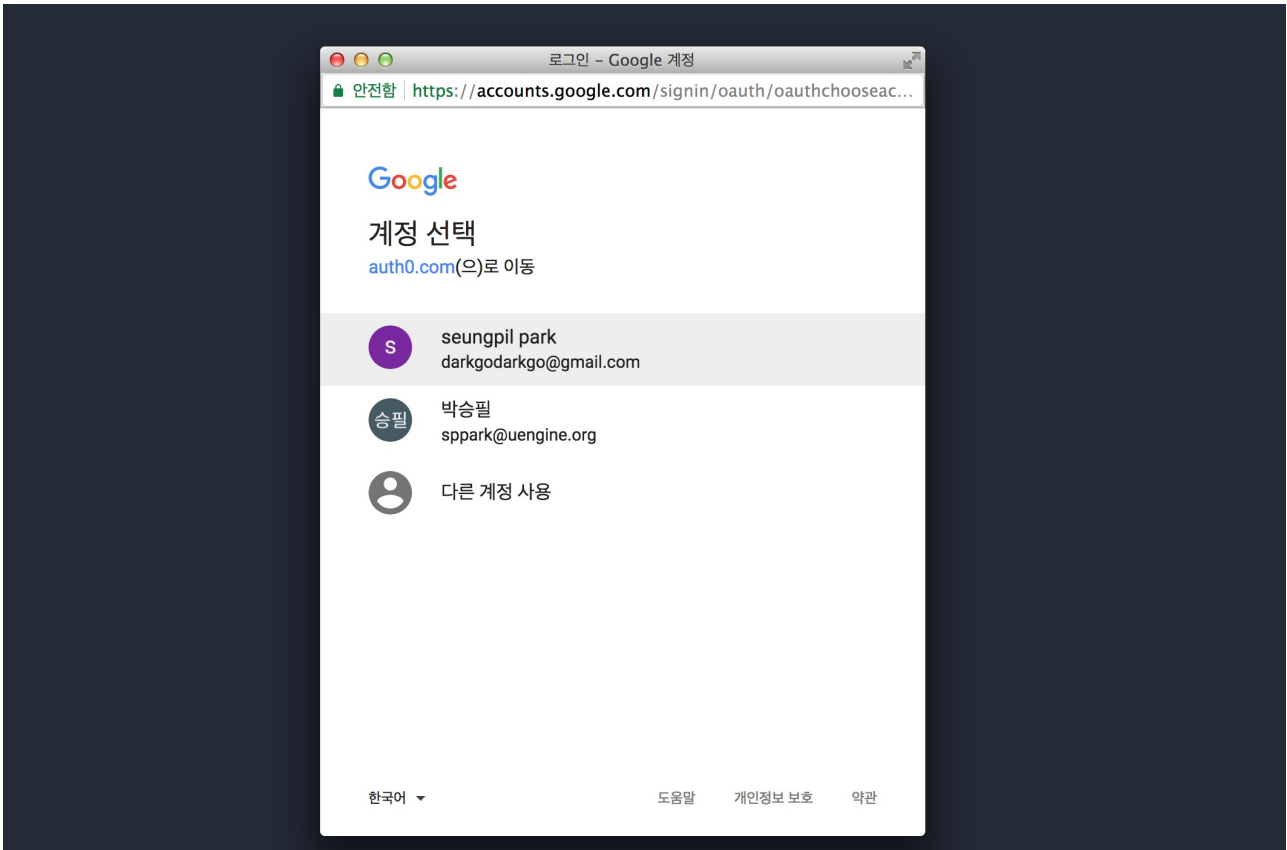 로그인 – Google 계정
안전함 https://accounts.google.com/signin/oauth/oauthchooseac...
Google
계정 선택
auth0.com(으)로 이동
S
seungpil park
darkgodarkgo@gmail.com
승필
박승필
sppark@uengine.org
다른 계정 사용
한국어 도움말 개인정보 보호 약관